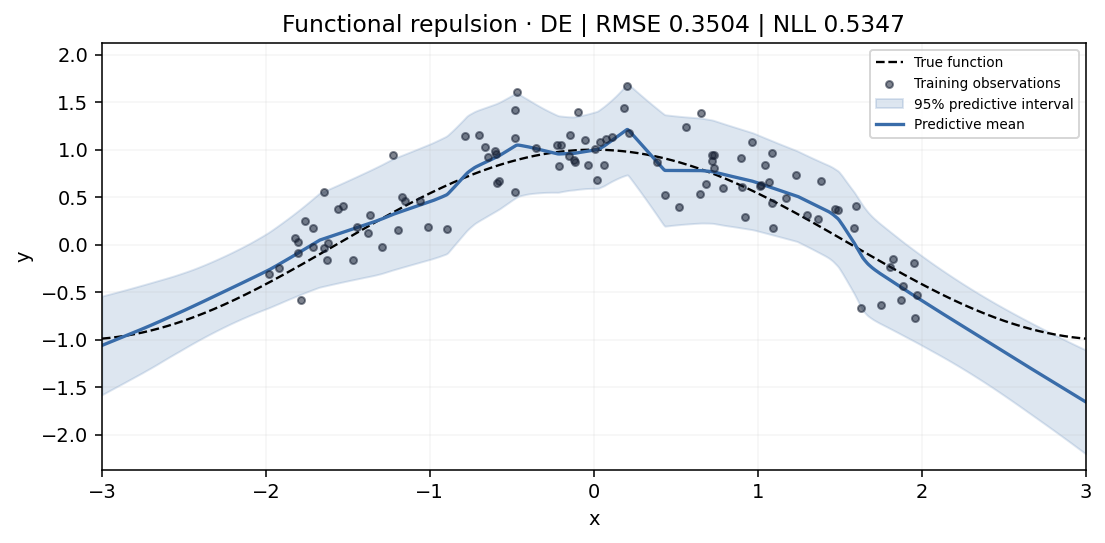 Functional repulsion · DE | RMSE 0.3504 | NLL 0.5347
2.0
1.5
1.0
0.5
0.0
−0.5
−1.0
−1.5
−2.0
y
True function
Training observations
95% predictive interval
Predictive mean
−3
−2
−1
0
1
2
3
x